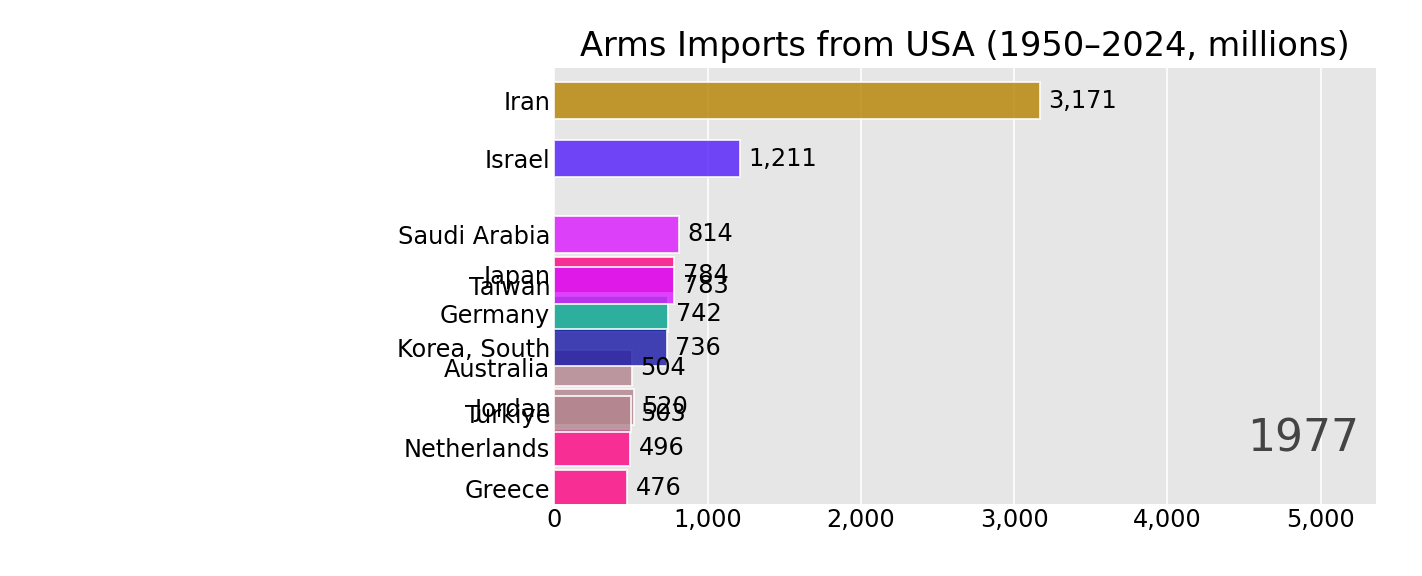 Arms Imports from USA (1950–2024, millions)
Iran 3,171
Israel 1,211
Saudi Arabia 814
Japan 784
Taiwan 783
Germany 742
Korea, South 736
Australia 504
Jordan 520
Turkiye 503
Netherlands 496
Greece 476
1977
0 1,000 2,000 3,000 4,000 5,000